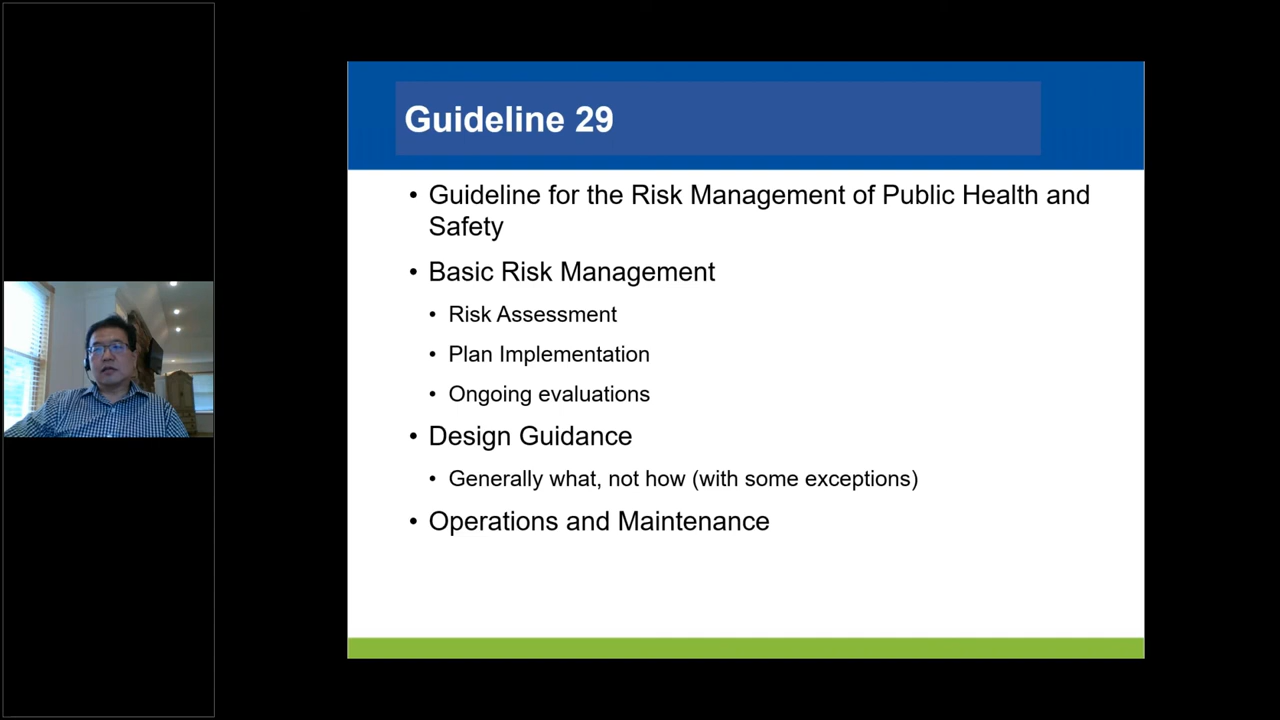 Guideline 29
• Guideline for the Risk Management of Public Health and
Safety
• Basic Risk Management
• Risk Assessment
• Plan Implementation
• Ongoing evaluations
• Design Guidance
• Generally what, not how (with some exceptions)
• Operations and Maintenance